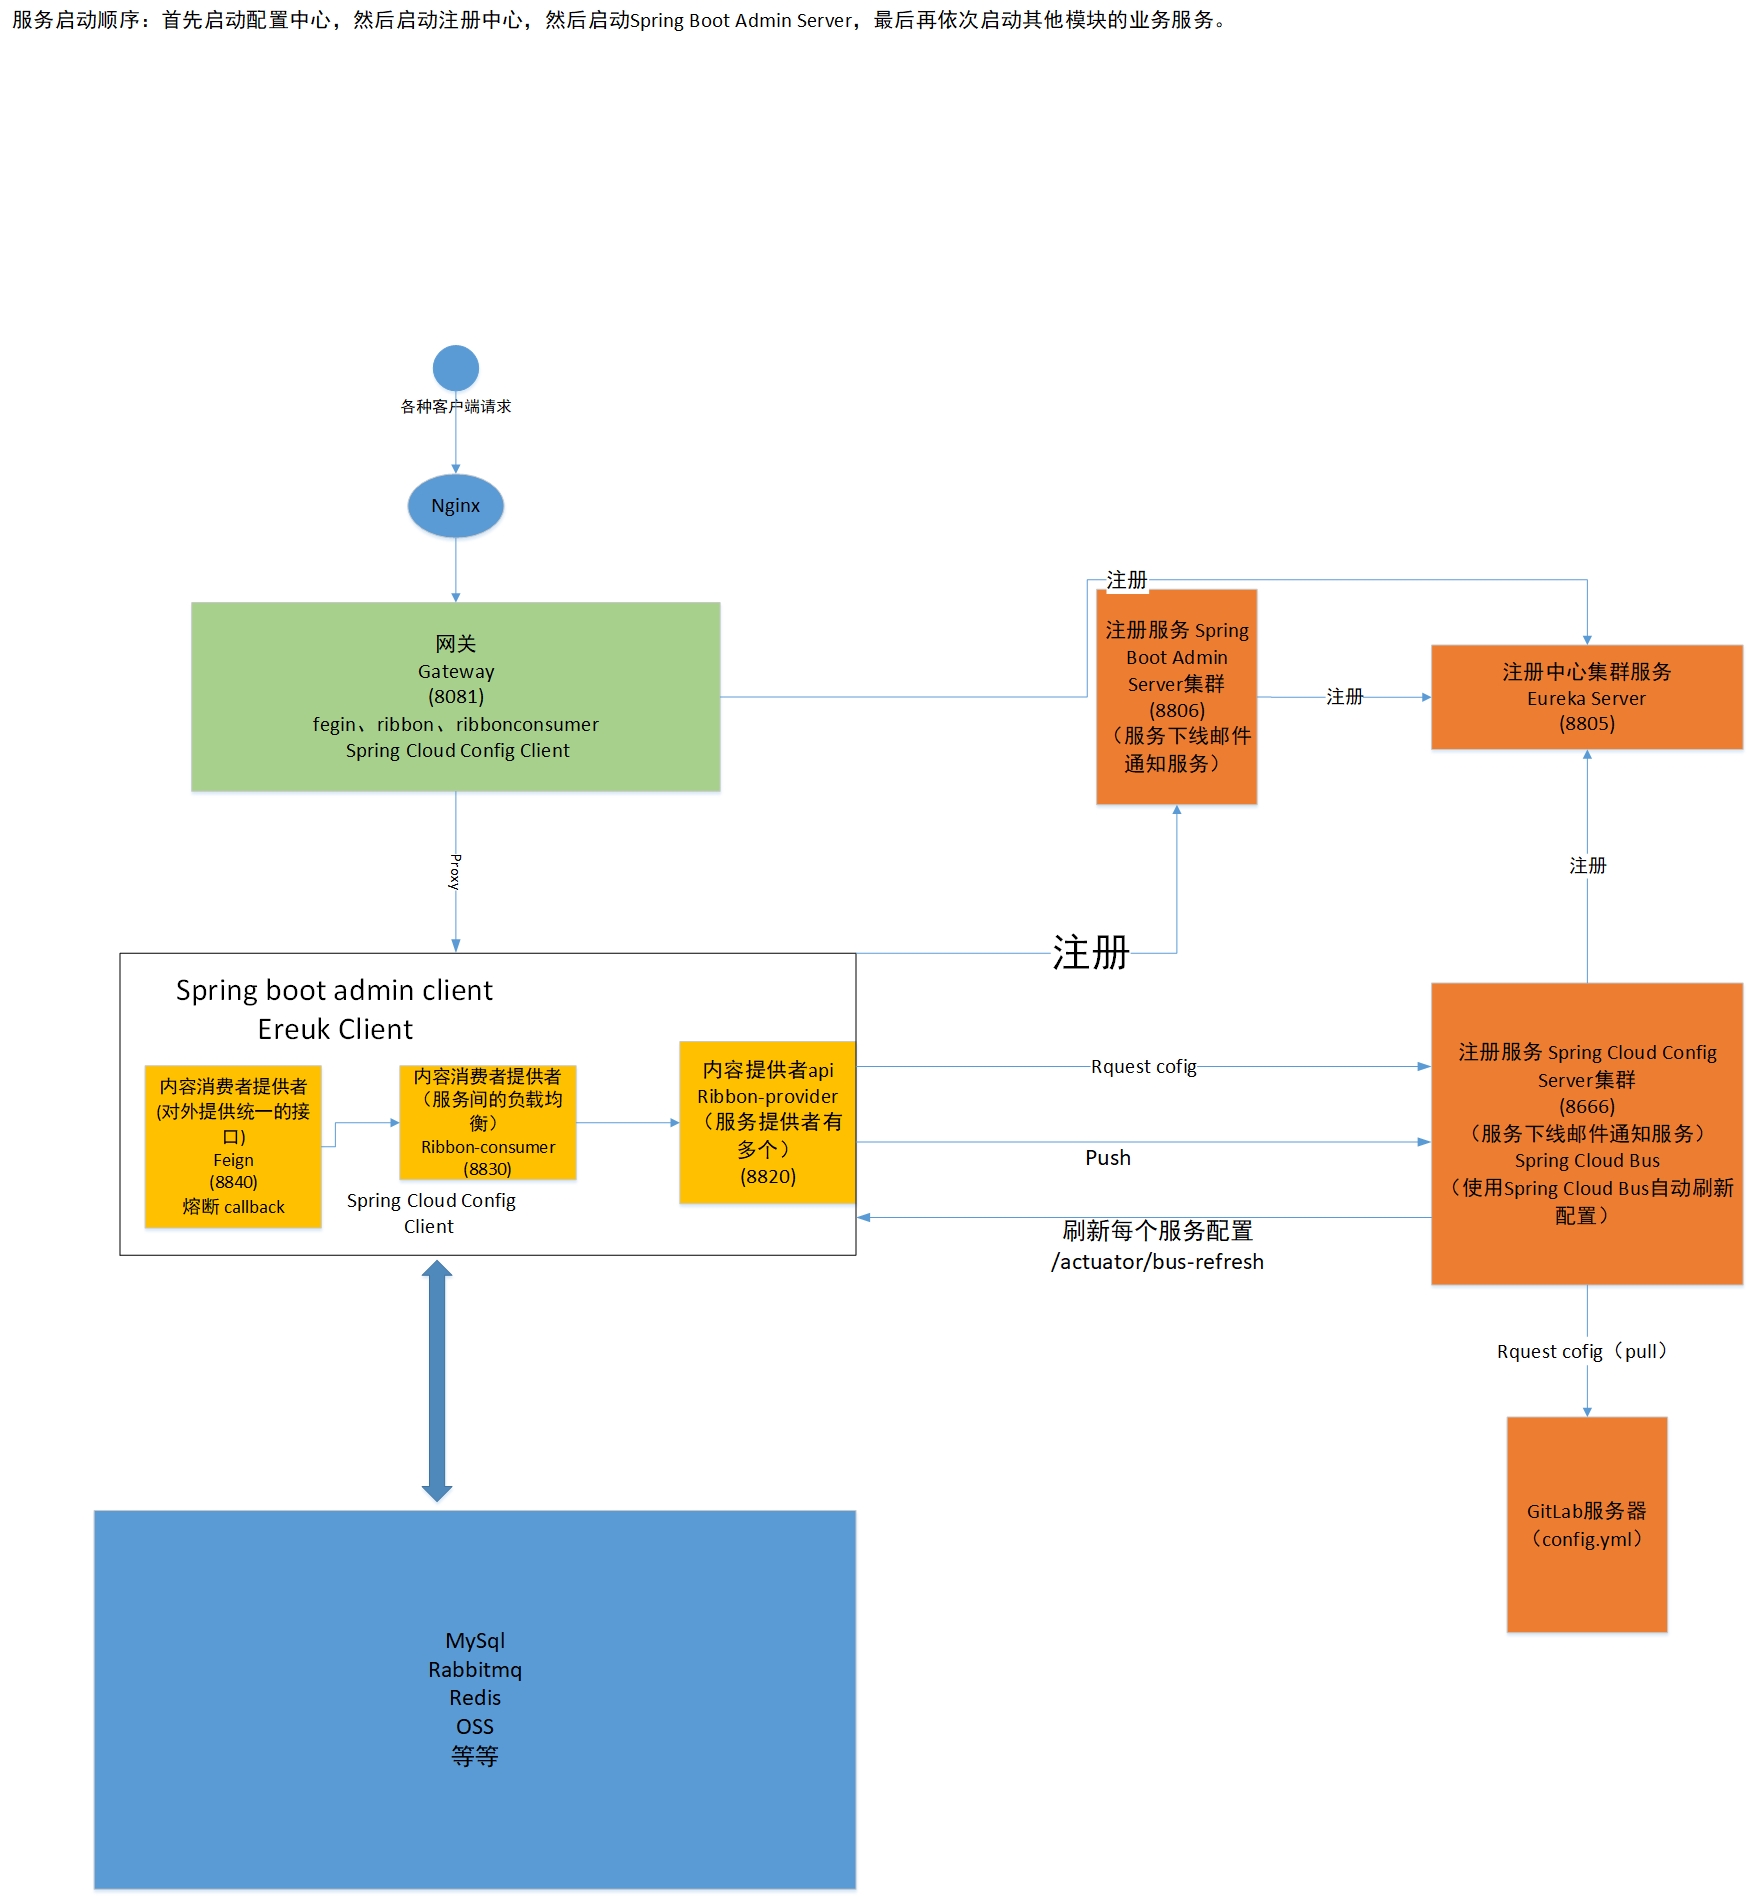 服务启动顺序：首先启动配置中心，然后启动注册中心，然后启动Spring Boot Admin Server，最后再依次启动其他模块的业务服务。
各种客户端请求
Nginx
网关
Gateway
(8081)
fegin、ribbon、ribbonconsumer
Spring Cloud Config Client
注册
注册服务 Spring
Boot Admin
Server集群
(8806)
（服务下线邮件
通知服务）
注册
注册中心集群服务
Eureka Server
(8805)
Proxy
注册
注册
Spring boot admin client
Ereuk Client
内容消费者提供者
(对外提供统一的接
口)
Feign
(8840)
熔断 callback
内容消费者提供者
（服务间的负载均
衡）
Ribbon-consumer
(8830)
Spring Cloud Config
Client
内容提供者api
Ribbon-provider
（服务提供者有
多个）
(8820)
Rquest cofig
Push
刷新每个服务配置
/actuator/bus-refresh
注册服务 Spring Cloud Config
Server集群
(8666)
（服务下线邮件通知服务）
Spring Cloud Bus
（使用Spring Cloud Bus自动刷新
配置）
Rquest cofig（pull）
GitLab服务器
（config.yml）
MySql
Rabbitmq
Redis
OSS
等等